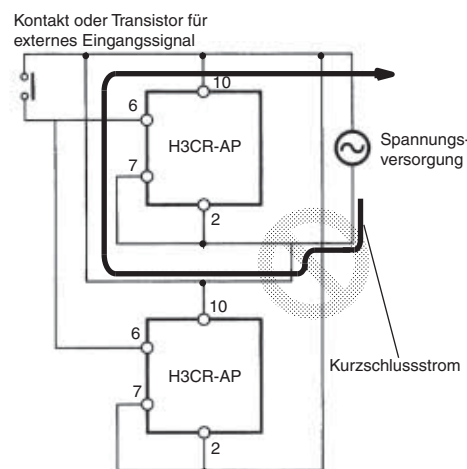 Kontakt oder Transistor für
externes Eingangssignal
10
6
H3CR-AP
7
2
Spannungs-
versorgung
10
6
H3CR-AP
7
2
Kurzschlussstrom